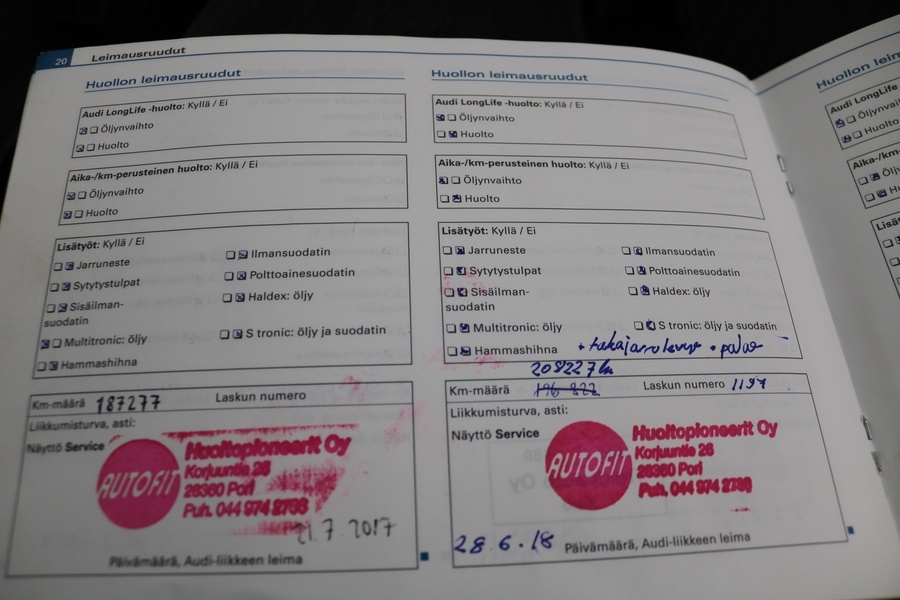 20 Leimausruudut
Huollon leimausruudut
Audi LongLife -huolto: Kyllä / Ei
Öljynvaihto
Huolto
Aika-/km-perusteinen huolto: Kyllä / Ei
Öljynvaihto
Huolto
Lisätyöt: Kyllä / Ei
Jarruneste
Ilmansuodatin
Sytytystulpat
Polttoainesuodatin
Sisäilman-
suodatin
Haldex: öljy
Multitronic: öljy
S tronic: öljy ja suodatin
Hammashihna
Km-määrä 187277
Laskun numero
Liikkumisturva, asti:
Näyttö Service
AUTOFIT
Huoltopioneerit Oy
Korjuuntie 26
28360 Pori
Puh. 044 974 2788
21.7.2017
Päivämäärä, Audi-liikkeen leima
Huollon leimausruudut
Audi LongLife -huolto: Kyllä / Ei
Öljynvaihto
Huolto
Aika-/km-perusteinen huolto: Kyllä / Ei
Öljynvaihto
Huolto
Lisätyöt: Kyllä / Ei
Jarruneste
Ilmansuodatin
Sytytystulpat
Polttoainesuodatin
Sisäilman-
suodatin
Haldex: öljy
Multitronic: öljy
S tronic: öljy ja suodatin
Hammashihna
+ takajarrulevyt + palat
208227 km
Km-määrä 196 822
Laskun numero 1197
Liikkumisturva, asti:
Näyttö Service
AUTOFIT
Huoltopioneerit Oy
Korjuuntie 26
28360 Pori
Puh. 044 974 2788
28.6.18 Päivämäärä, Audi-liikkeen leima
Huollon leim
Audi LongLife
Öljynvai
Huolto
Aika-/km-
Öljy
Huol